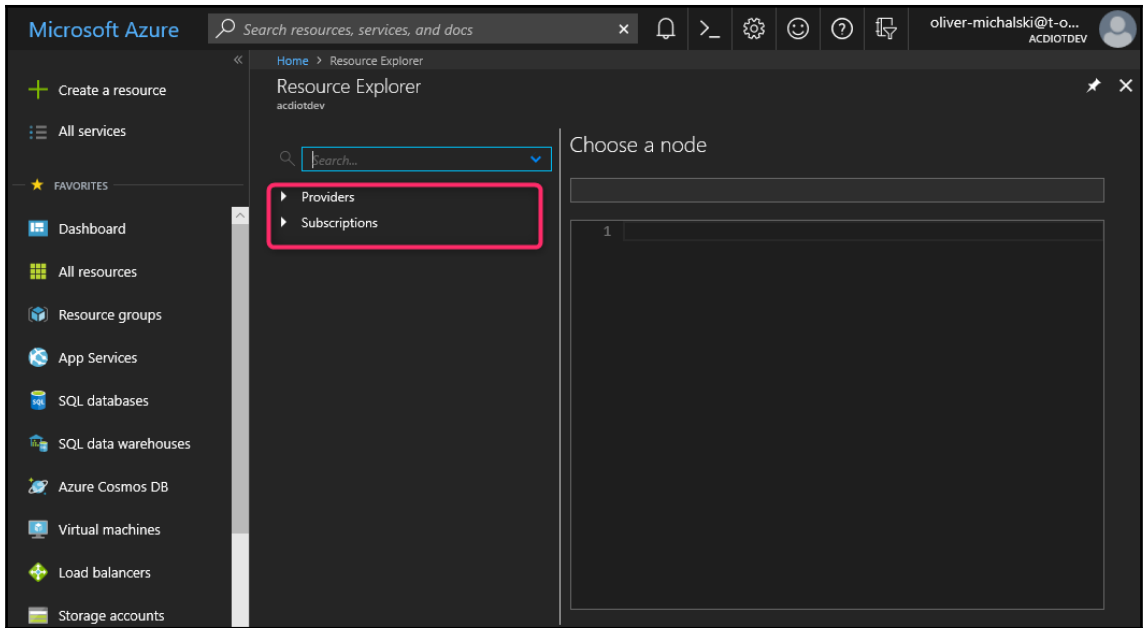 Microsoft Azure
Search resources, services, and docs
oliver-michalski@t-o...
ACDIOTDEV
Home > Resource Explorer
Resource Explorer
acdiotdev
Create a resource
All services
FAVORITES
Dashboard
All resources
Resource groups
App Services
SQL databases
SQL data warehouses
Azure Cosmos DB
Virtual machines
Load balancers
Storage accounts
Search...
Providers
Subscriptions
Choose a node
1